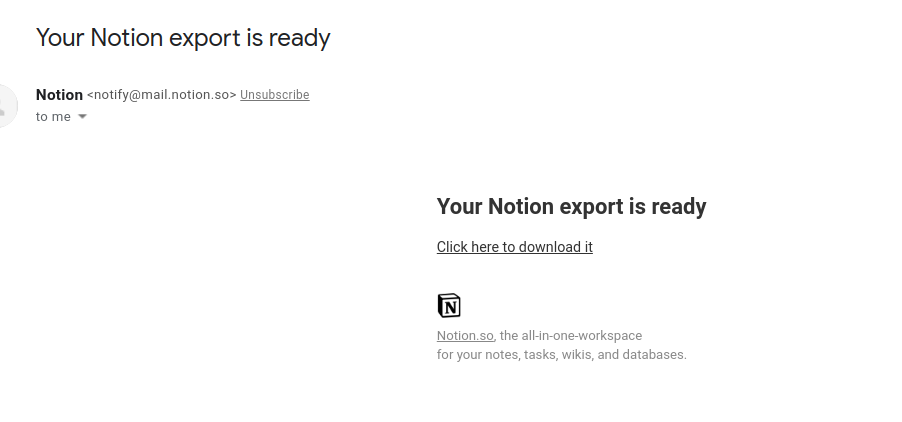 Your Notion export is ready
Notion <notify@mail.notion.so> Unsubscribe
to me
Your Notion export is ready
Click here to download it
N
Notion.so, the all-in-one-workspace
for your notes, tasks, wikis, and databases.